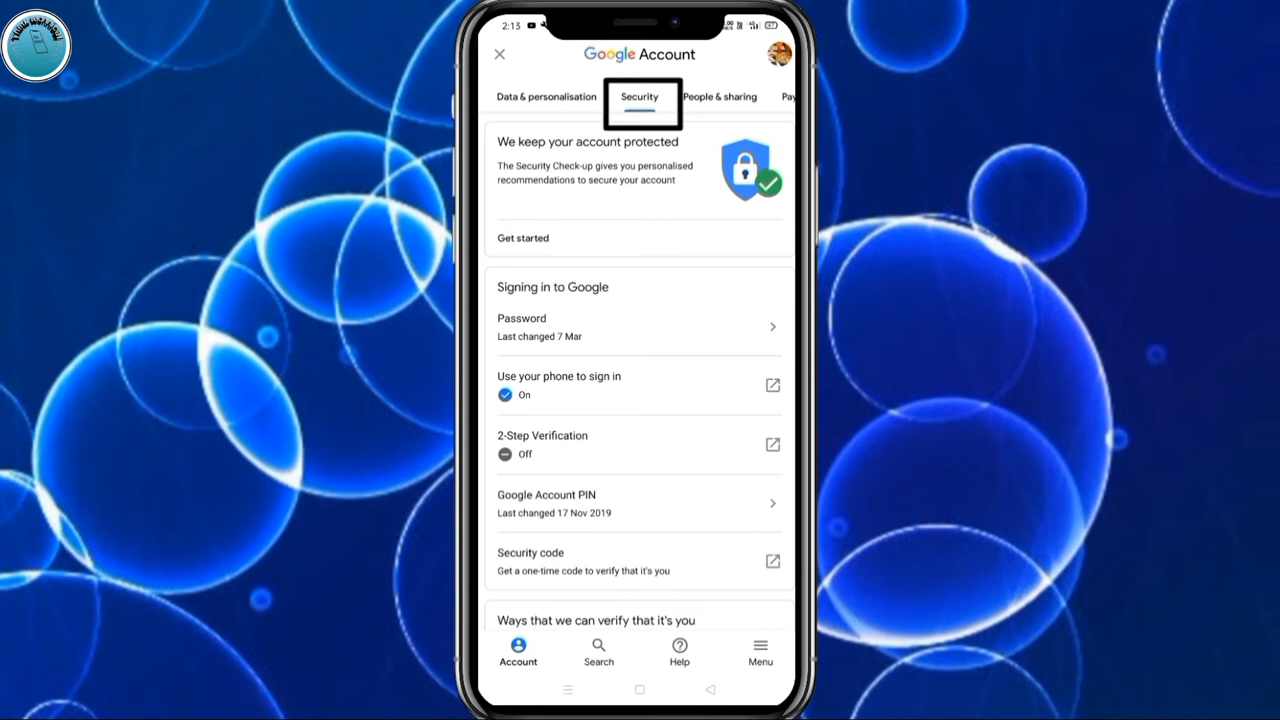 2:13
Google Account
Data & personalisation Security People & sharing Pay
We keep your account protected
The Security Check-up gives you personalised
recommendations to secure your account
Get started
Signing in to Google
Password
Last changed 7 Mar
Use your phone to sign in
On
2-Step Verification
Off
Google Account PIN
Last changed 17 Nov 2019
Security code
Get a one-time code to verify that it's you
Ways that we can verify that it's you
Account Search Help Menu